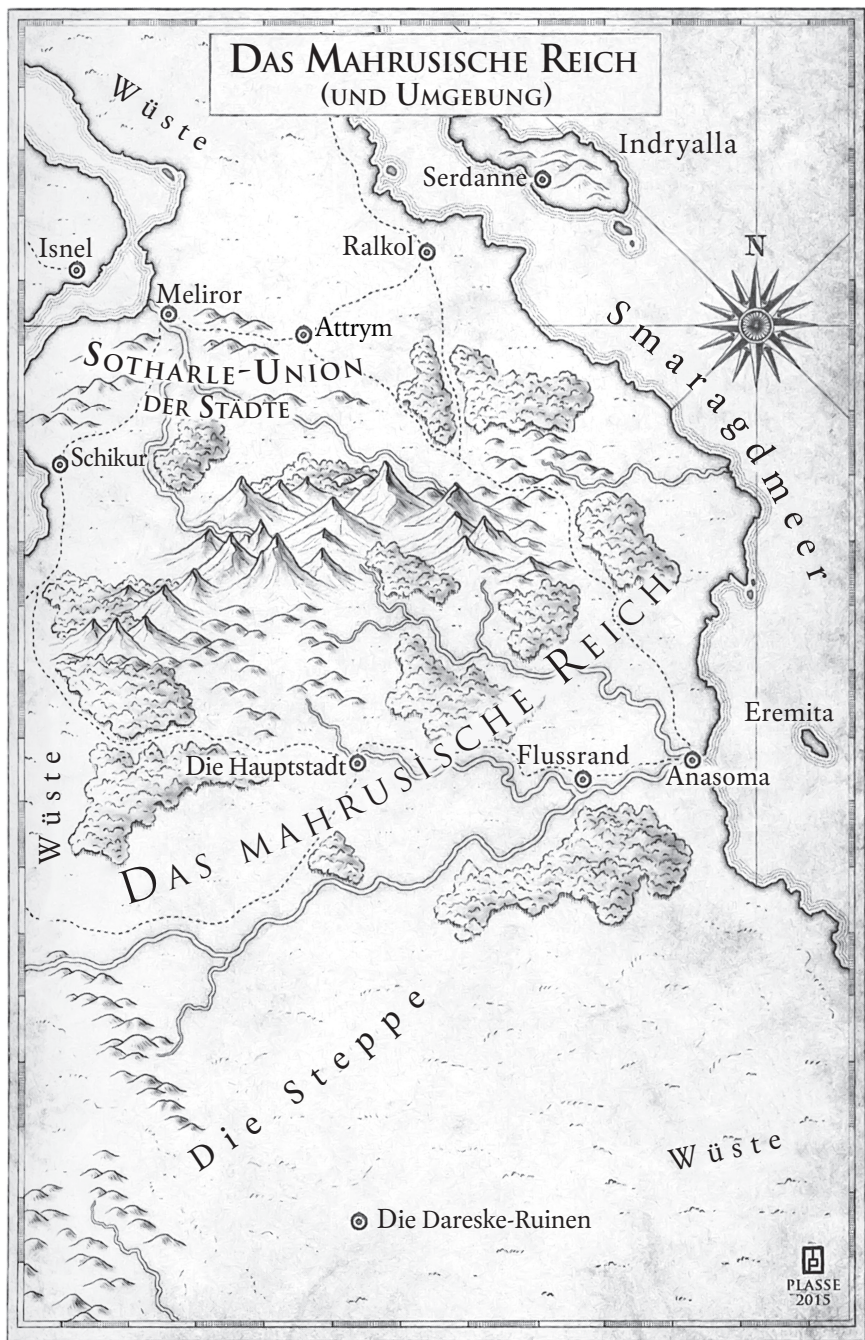 Das Mahrusische Reich
(und Umgebung)
Wüste
Indryalla
Serdanne
Isnel
Ralkol
N
Meliror
Attrym
Smaragdmeer
Sotharle-Union
der Städte
Schikur
Das mahrusische Reich
Eremita
Wüste
Die Hauptstadt
Flussrand
Anasoma
Die Steppe
Wüste
Die Dareske-Ruinen
PLASSE
2015